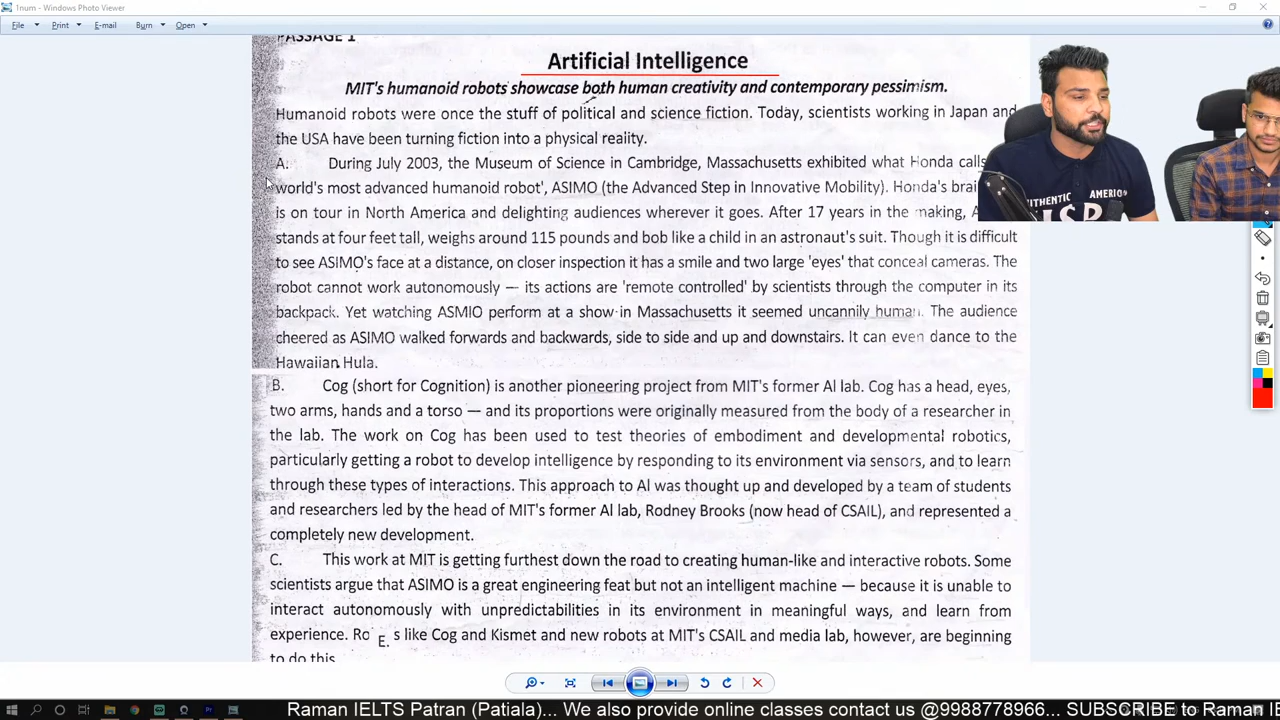 1num - Windows Photo Viewer
File Print E-mail Burn Open
PASSAGE 1
Artificial Intelligence
MIT's humanoid robots showcase both human creativity and contemporary pessimism.
Humanoid robots were once the stuff of political and science fiction. Today, scientists working in Japan and
the USA have been turning fiction into a physical reality.
A. During July 2003, the Museum of Science in Cambridge, Massachusetts exhibited what Honda calls
world's most advanced humanoid robot', ASIMO (the Advanced Step in Innovative Mobility). Honda's brai
is on tour in North America and delighting audiences wherever it goes. After 17 years in the making, A
stands at four feet tall, weighs around 115 pounds and bob like a child in an astronaut's suit. Though it is difficult
to see ASIMO's face at a distance, on closer inspection it has a smile and two large 'eyes' that conceal cameras. The
robot cannot work autonomously — its actions are 'remote controlled' by scientists through the computer in its
backpack. Yet watching ASMIO perform at a show in Massachusetts it seemed uncannily human. The audience
cheered as ASIMO walked forwards and backwards, side to side and up and downstairs. It can even dance to the
Hawaiian Hula.
B. Cog (short for Cognition) is another pioneering project from MIT's former Al lab. Cog has a head, eyes,
two arms, hands and a torso — and its proportions were originally measured from the body of a researcher in
the lab. The work on Cog has been used to test theories of embodiment and developmental robotics,
particularly getting a robot to develop intelligence by responding to its environment via sensors, and to learn
through these types of interactions. This approach to Al was thought up and developed by a team of students
and researchers led by the head of MIT's former Al lab, Rodney Brooks (now head of CSAIL), and represented a
completely new development.
C. This work at MIT is getting furthest down the road to creating human-like and interactive robots. Some
scientists argue that ASIMO is a great engineering feat but not an intelligent machine — because it is unable to
interact autonomously with unpredictabilities in its environment in meaningful ways, and learn from
experience. Ro E. s like Cog and Kismet and new robots at MIT's CSAIL and media lab, however, are beginning
to do this
AUTHENTIC AMERIC
Raman IELTS Patran (Patiala)... We also provide online classes contact us @9988778966... SUBSCRIBE to Raman IE